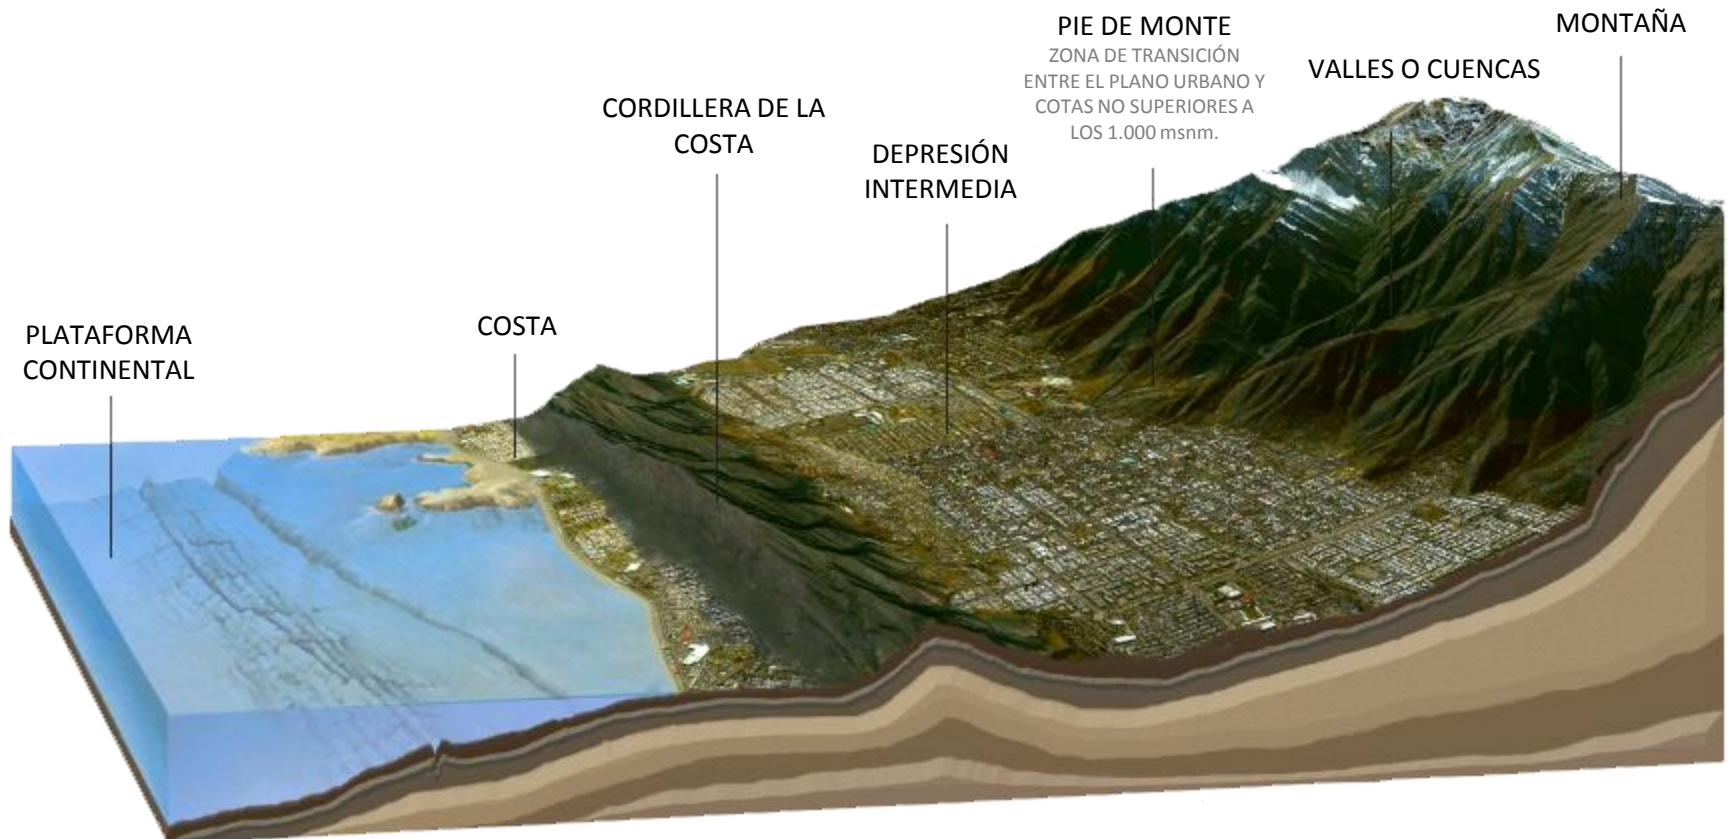 PLATAFORMA
CONTINENTAL
COSTA
CORDILLERA DE LA
COSTA
DEPRESIÓN
INTERMEDIA
PIE DE MONTE
ZONA DE TRANSICIÓN
ENTRE EL PLANO URBANO Y
COTAS NO SUPERIORES A
LOS 1.000 msnm.
VALLES O CUENCAS
MONTAÑA